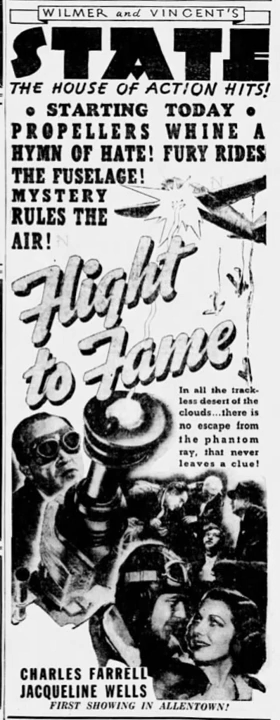 WILMER and VINCENT'S
STATE
THE HOUSE OF ACTION HITS!
• STARTING TODAY •
PROPELLERS WHINE A
HYMN OF HATE! FURY RIDES
THE FUSELAGE!
MYSTERY
RULES THE
AIR!
Flight
to Fame
In all the track-
less desert of the
clouds...there is
no escape from
the phantom
ray, that never
leaves a clue!
CHARLES FARRELL
JACQUELINE WELLS
FIRST SHOWING IN ALLENTOWN!